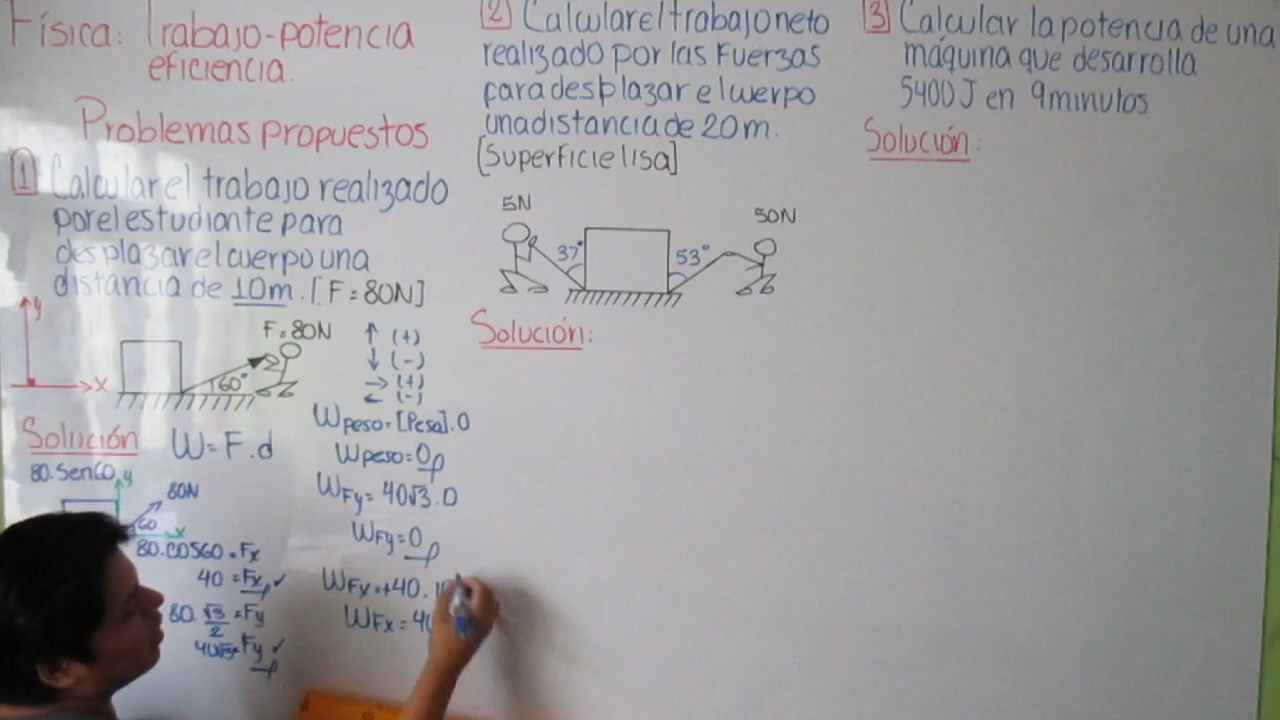 Física: Trabajo-potencia
eficiencia.
Problemas propuestos
1 Calcular el trabajo realizado
por el estudiante para
desplazar el cuerpo una
distancia de 10m. [F=80N]
y
x
F=80N
60°
↑ (+)
↓ (-)
→ (+)
← (-)
Solución: W=F.d
80.Sen60 y
80N
60
x
80.COS60=Fx
40=Fx ✓
80.√3/2=Fy
40√3=Fy ✓
Wpeso=[Peso].0
Wpeso=0
WFy=40√3.0
WFy=0
WFx=+40.
WFx=
2 Calcular el trabajo neto
realizado por las Fuerzas
para desplazar el cuerpo
una distancia de 20m.
[Superficie lisa]
5N
50N
37°
53°
Solución:
3 Calcular la potencia de una
máquina que desarrolla
5400J en 9minutos
Solución: